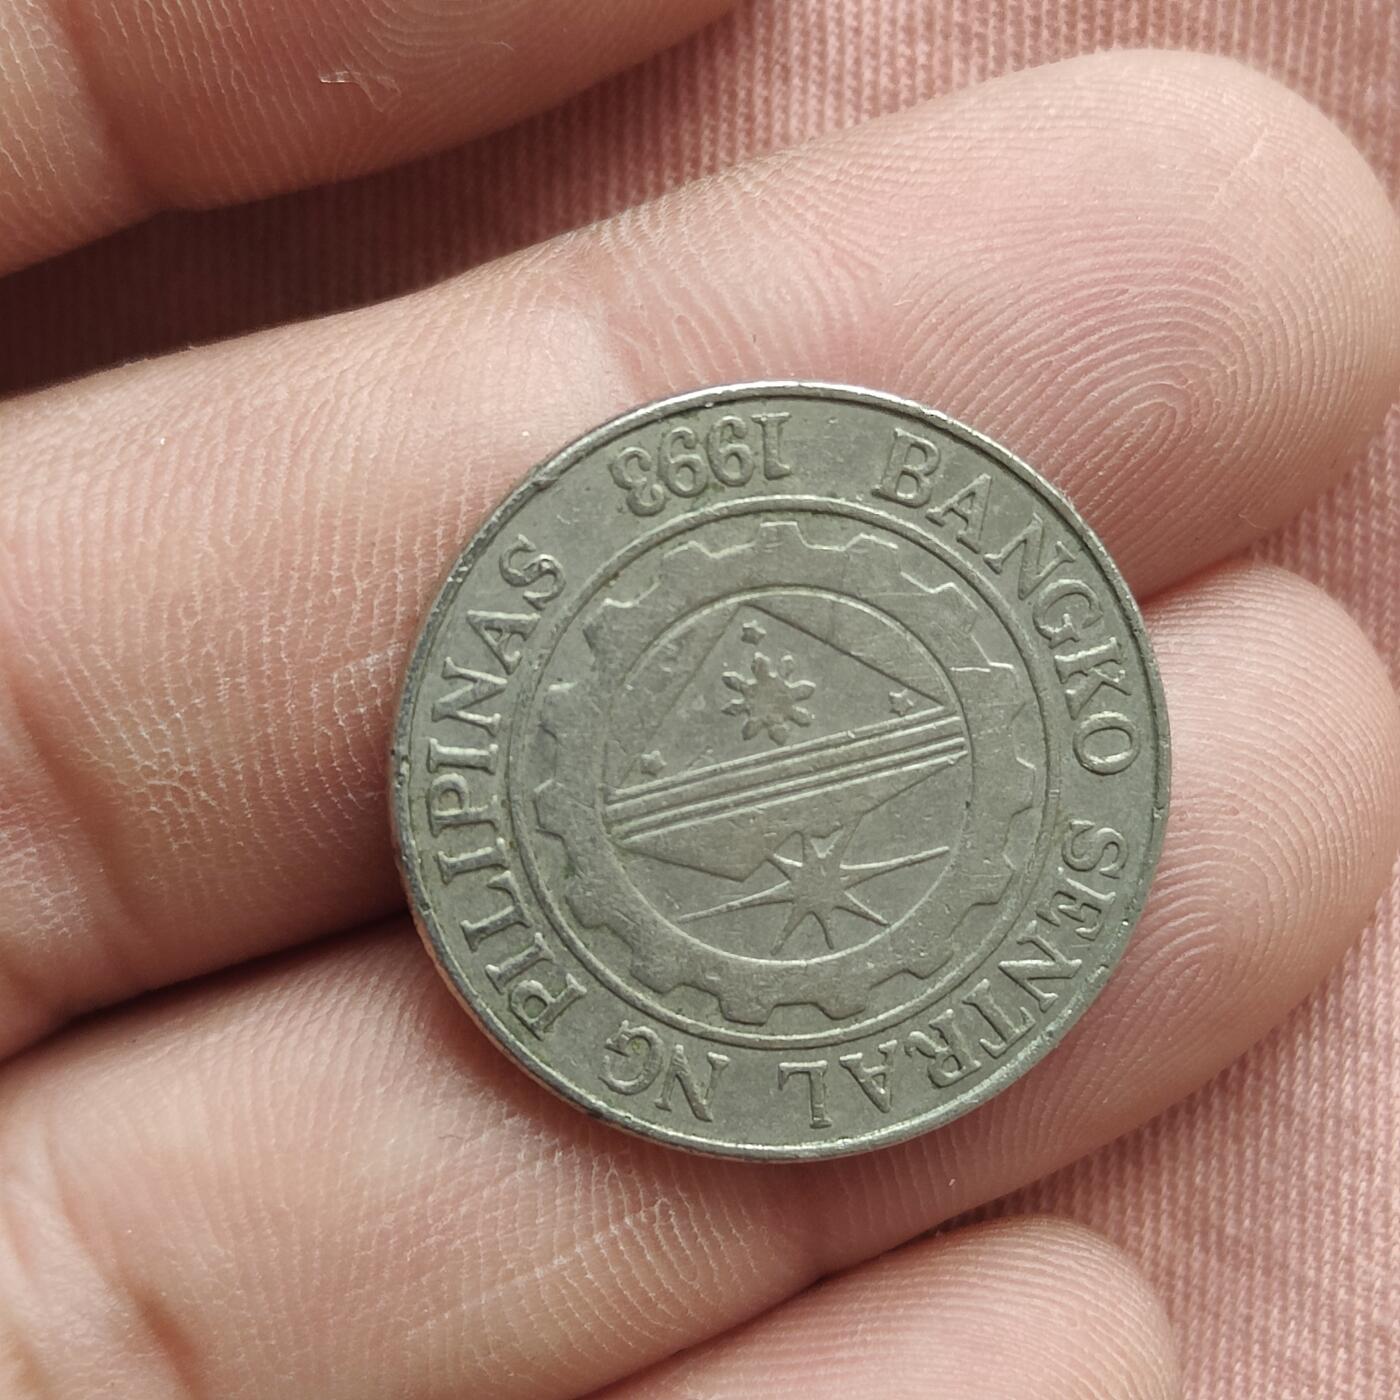 BANGKO SENTRAL NG PILIPINAS
1993